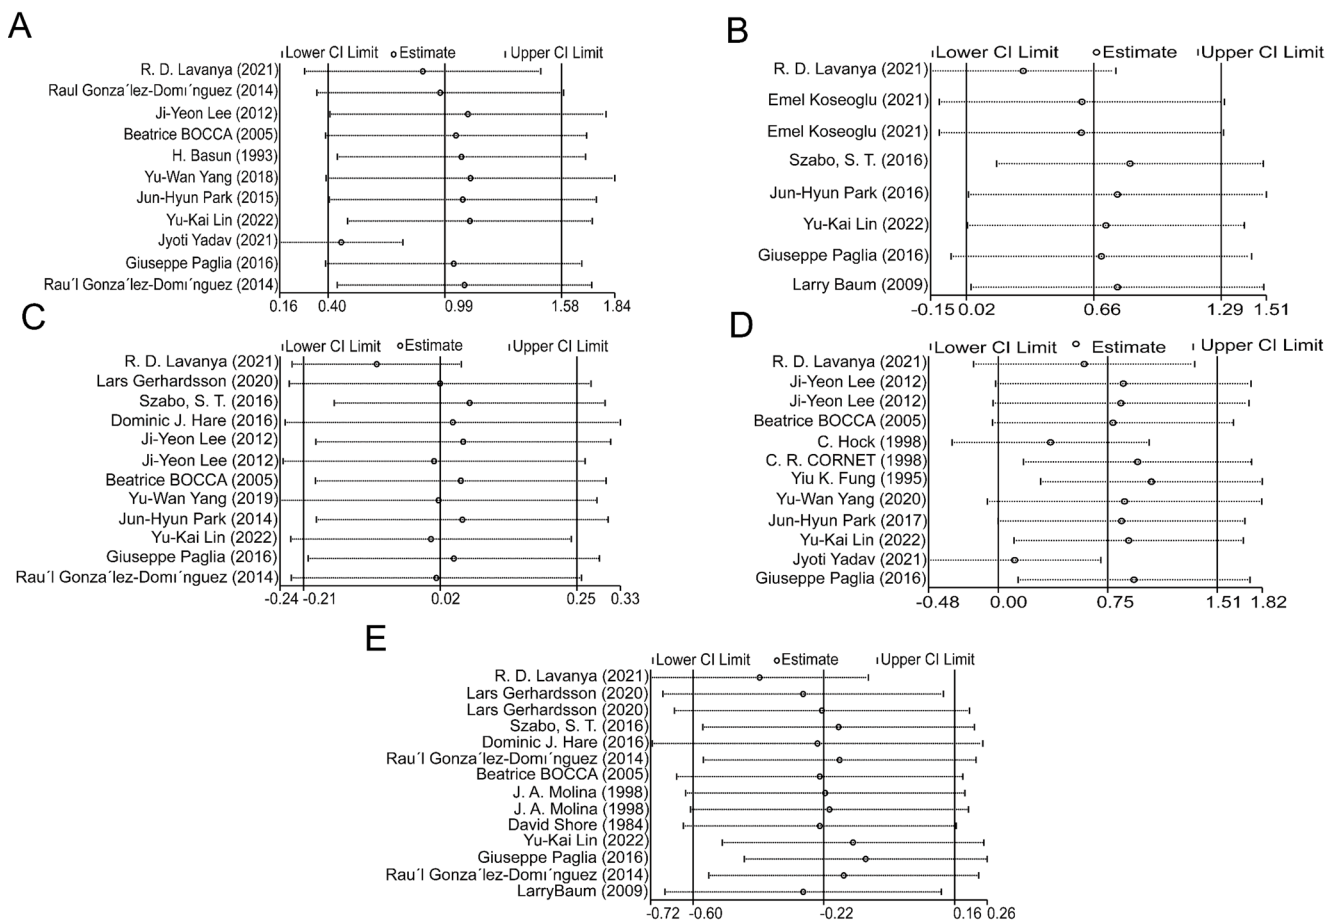 A
Lower CI Limit Estimate Upper CI Limit
R. D. Lavanya (2021)
Raul Gonza´lez-Domı´nguez (2014)
Ji-Yeon Lee (2012)
Beatrice BOCCA (2005)
H. Basun (1993)
Yu-Wan Yang (2018)
Jun-Hyun Park (2015)
Yu-Kai Lin (2022)
Jyoti Yadav (2021)
Giuseppe Paglia (2016)
Rau´l Gonza´lez-Domı´nguez (2014)
0.16 0.40 0.99 1.58 1.84
B
Lower CI Limit Estimate Upper CI Limit
R. D. Lavanya (2021)
Emel Koseoglu (2021)
Emel Koseoglu (2021)
Szabo, S. T. (2016)
Jun-Hyun Park (2016)
Yu-Kai Lin (2022)
Giuseppe Paglia (2016)
Larry Baum (2009)
-0.15 0.02 0.66 1.29 1.51
C
Lower CI Limit Estimate Upper CI Limit
R. D. Lavanya (2021)
Lars Gerhardsson (2020)
Szabo, S. T. (2016)
Dominic J. Hare (2016)
Ji-Yeon Lee (2012)
Ji-Yeon Lee (2012)
Beatrice BOCCA (2005)
Yu-Wan Yang (2019)
Jun-Hyun Park (2014)
Yu-Kai Lin (2022)
Giuseppe Paglia (2016)
Rau´l Gonza´lez-Domı´nguez (2014)
-0.24 -0.21 0.02 0.25 0.33
D
Lower CI Limit Estimate Upper CI Limit
R. D. Lavanya (2021)
Ji-Yeon Lee (2012)
Ji-Yeon Lee (2012)
Beatrice BOCCA (2005)
C. Hock (1998)
C. R. CORNET (1998)
Yiu K. Fung (1995)
Yu-Wan Yang (2020)
Jun-Hyun Park (2017)
Yu-Kai Lin (2022)
Jyoti Yadav (2021)
Giuseppe Paglia (2016)
-0.48 0.00 0.75 1.51 1.82
E
Lower CI Limit Estimate Upper CI Limit
R. D. Lavanya (2021)
Lars Gerhardsson (2020)
Lars Gerhardsson (2020)
Szabo, S. T. (2016)
Dominic J. Hare (2016)
Rau´l Gonza´lez-Domı´nguez (2014)
Beatrice BOCCA (2005)
J. A. Molina (1998)
J. A. Molina (1998)
David Shore (1984)
Yu-Kai Lin (2022)
Giuseppe Paglia (2016)
Rau´l Gonza´lez-Domı´nguez (2014)
LarryBaum (2009)
-0.72 -0.60 -0.22 0.16 0.26